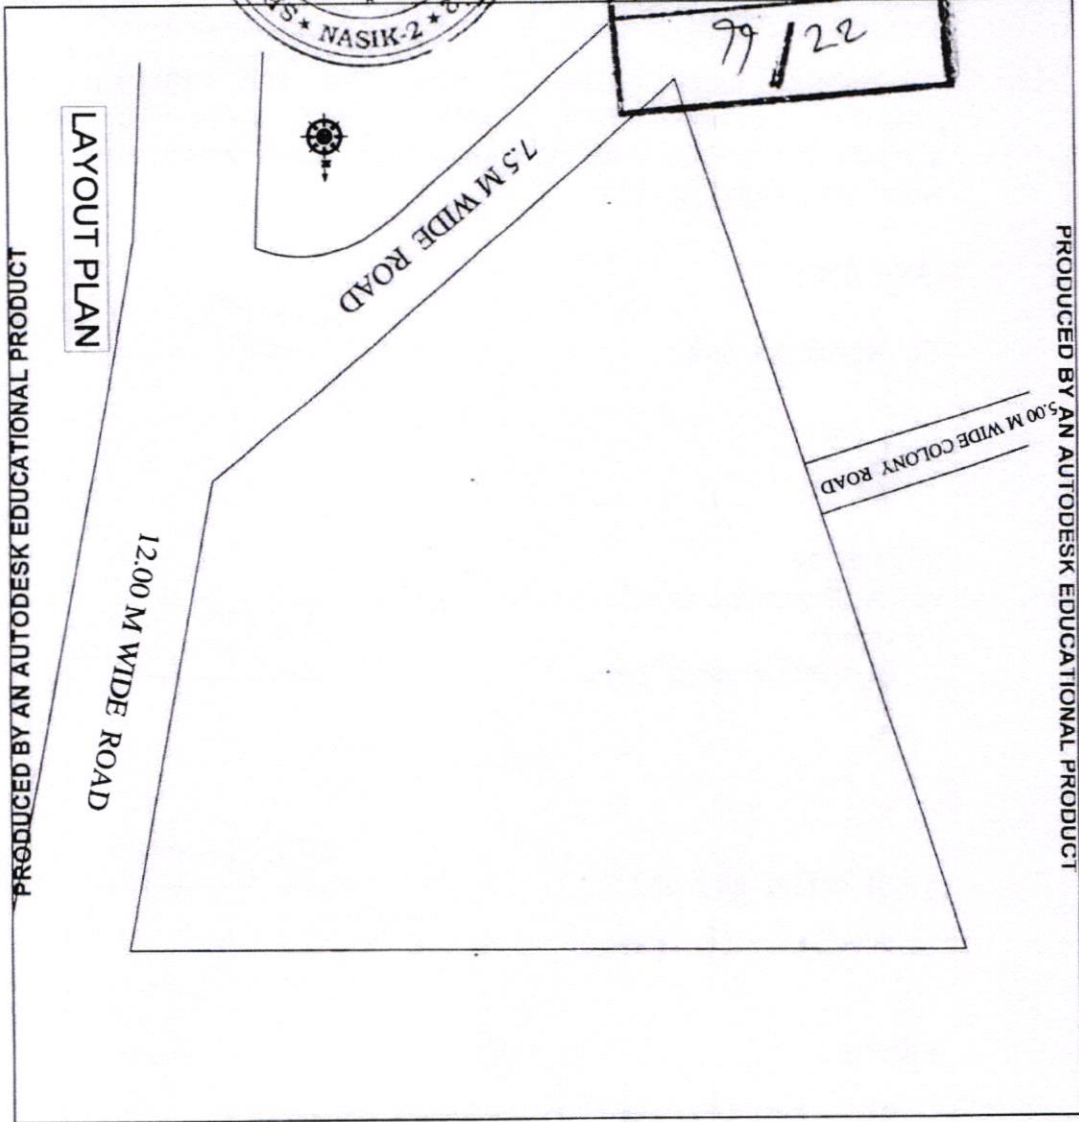 ★ NASIK-2 ★
99 / 22
LAYOUT PLAN
7.5 M WIDE ROAD
5.00 M WIDE COLONY ROAD
12.00 M WIDE ROAD
PRODUCED BY AN AUTODESK EDUCATIONAL PRODUCT
PRODUCED BY AN AUTODESK EDUCATIONAL PRODUCT